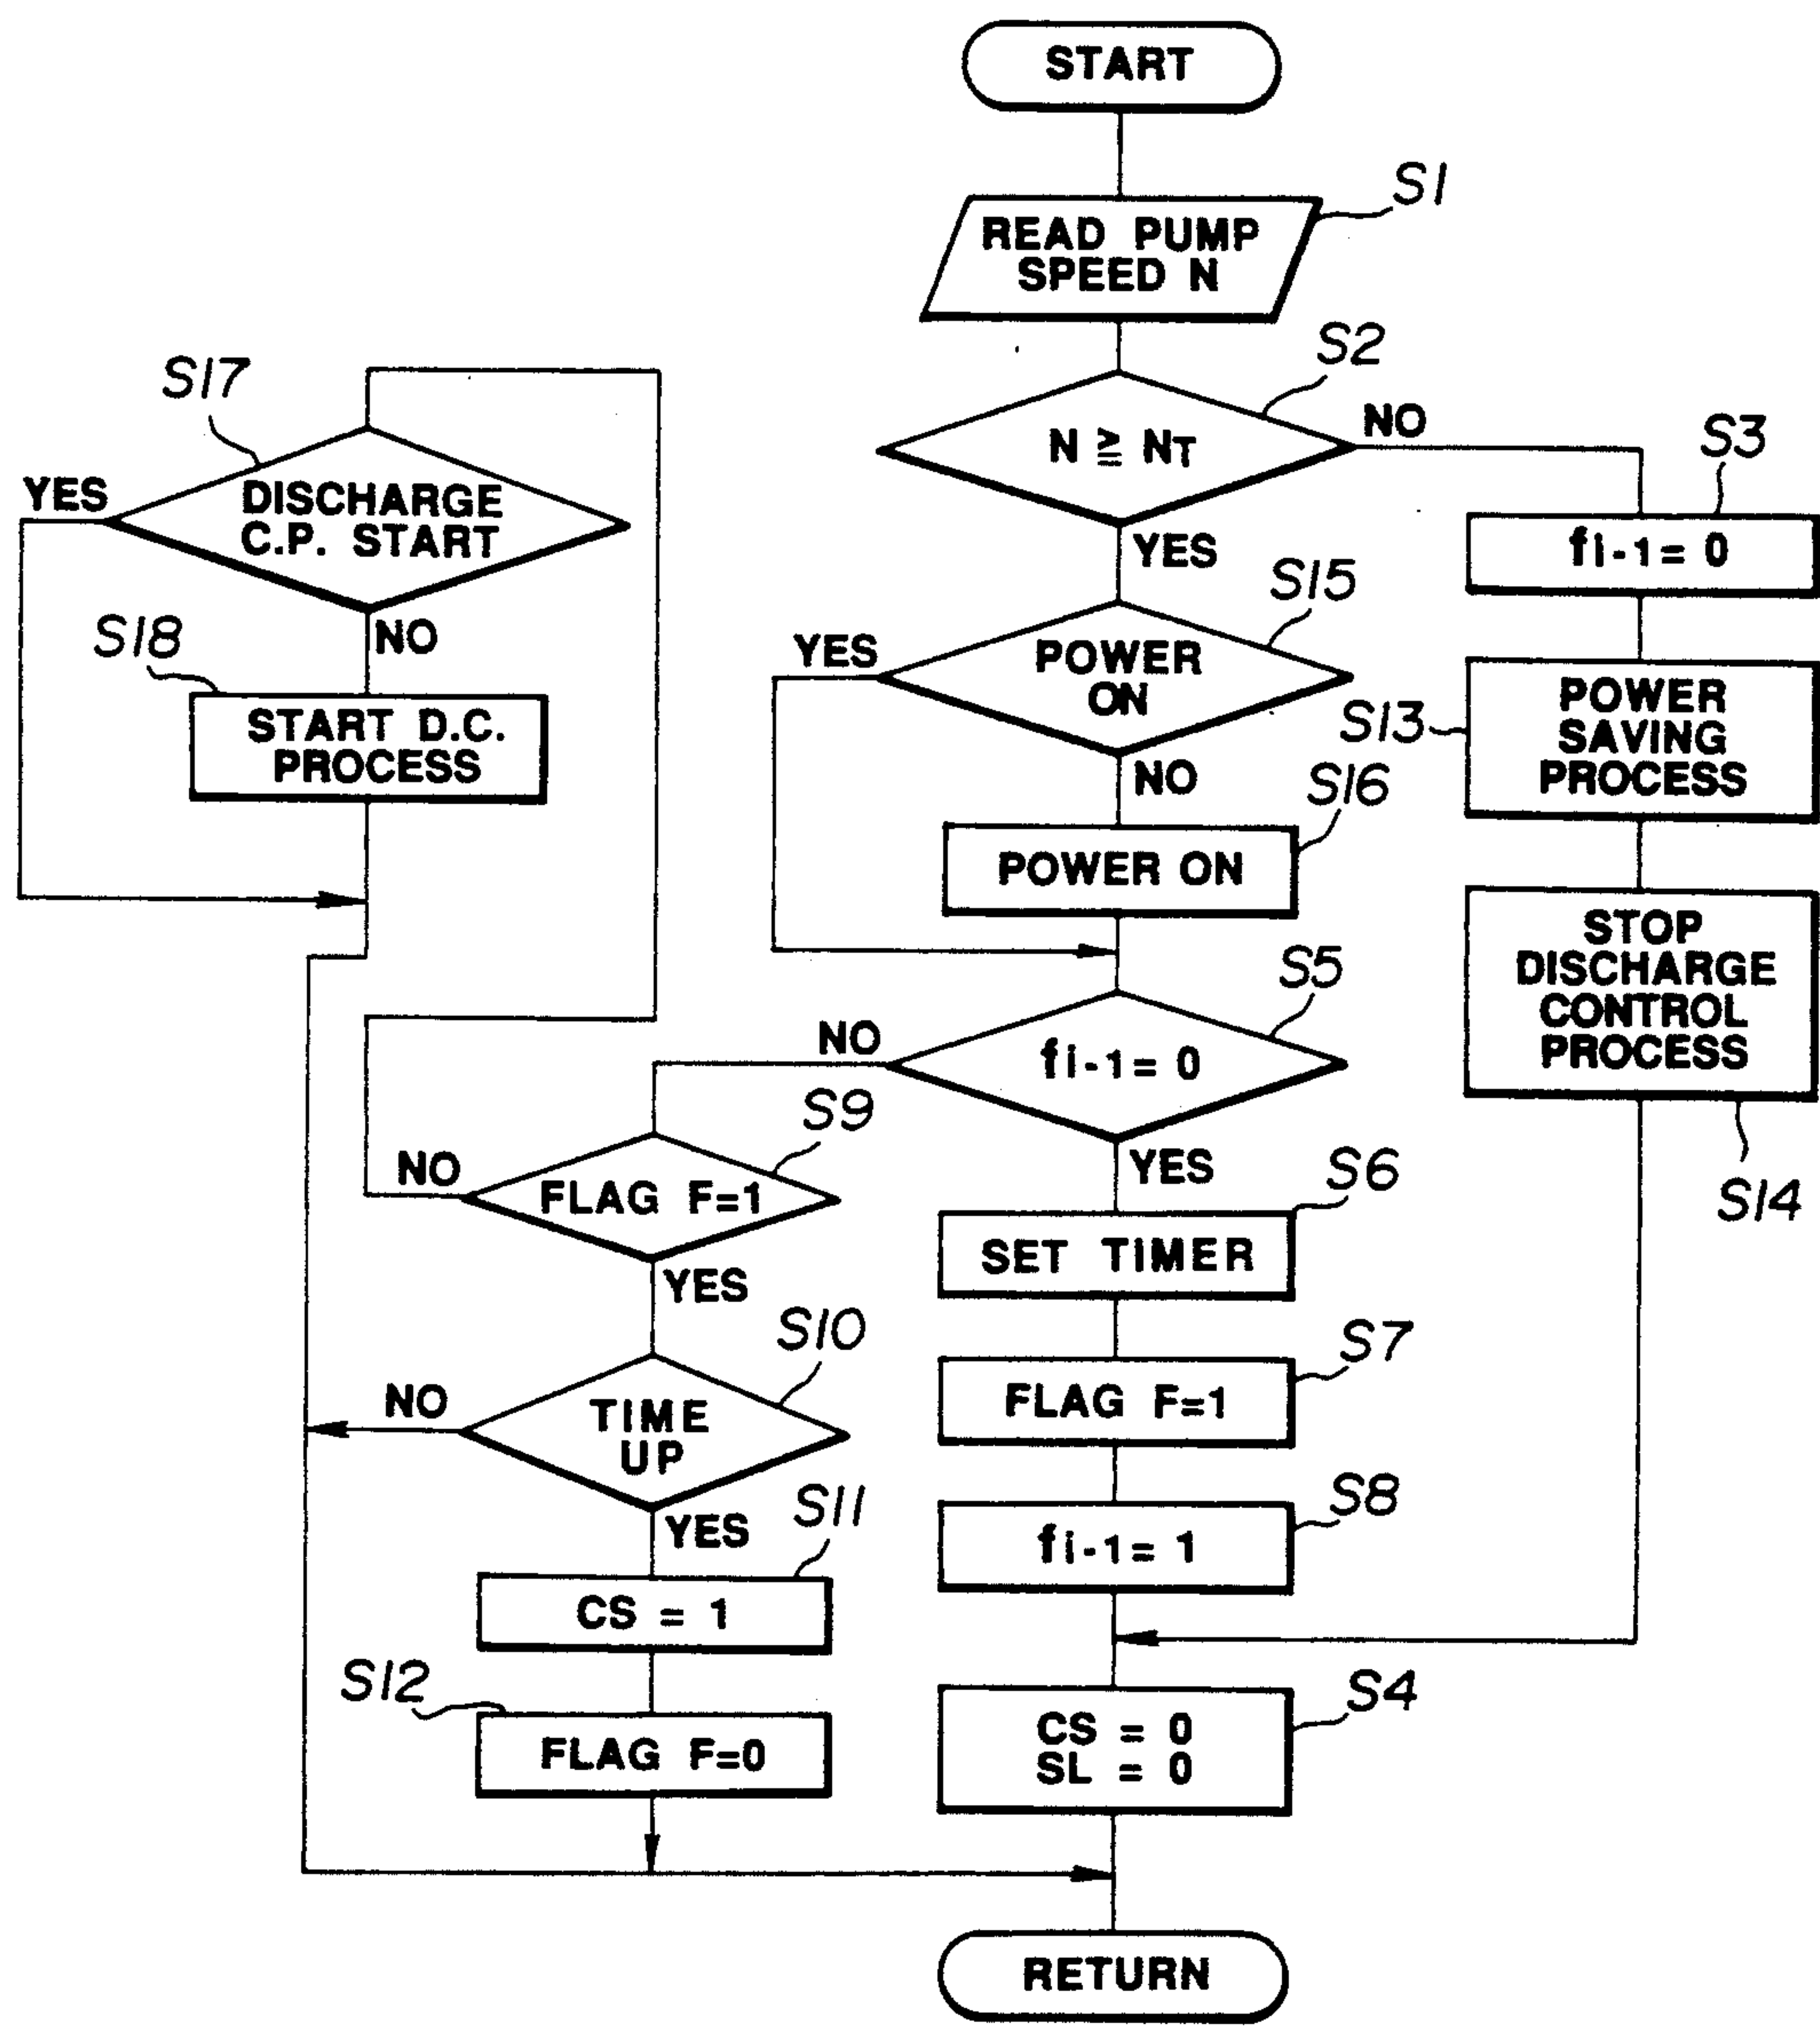 START
S1
READ PUMP
SPEED N
S2
N ≧ NT
NO
YES
S3
fi-1 = 0
S13
POWER
SAVING
PROCESS
STOP
DISCHARGE
CONTROL
PROCESS
S14
S15
POWER
ON
YES
NO
S16
POWER ON
S5
fi-1 = 0
NO
YES
S6
SET TIMER
S7
FLAG F=1
S8
fi-1 = 1
S4
CS = 0
SL = 0
S17
DISCHARGE
C.P. START
YES
NO
S18
START D.C.
PROCESS
S9
FLAG F=1
NO
YES
S10
TIME
UP
NO
YES
S11
CS = 1
S12
FLAG F=0
RETURN